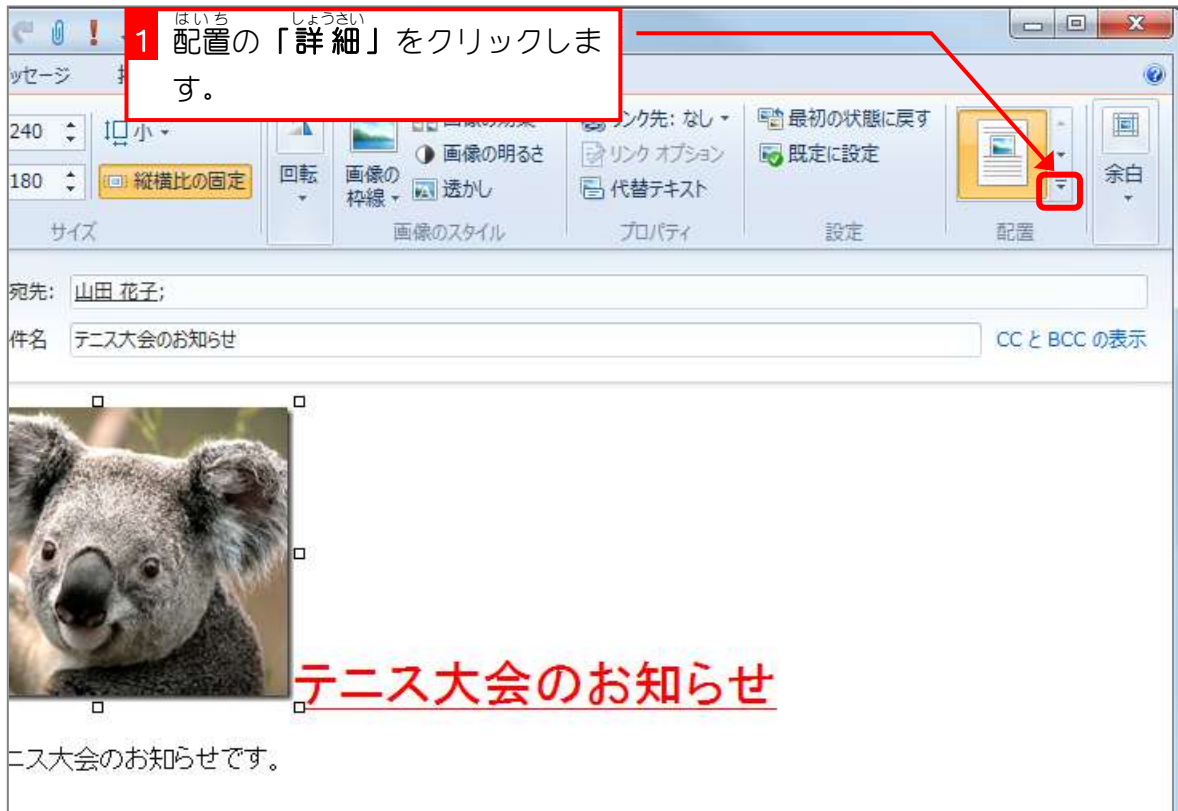 はいち しょうさい
1 配置の「詳細」をクリックしま
す。
ッセージ
240 小
180 縦横比の固定
サイズ
回転
画像の
枠線
画像の明るさ
透かし
画像のスタイル
リンク先: なし
リンク オプション
代替テキスト
プロパティ
最初の状態に戻す
既定に設定
設定
配置
余白
宛先: 山田 花子;
件名 テニス大会のお知らせ CC と BCC の表示
テニス大会のお知らせ
ニス大会のお知らせです。